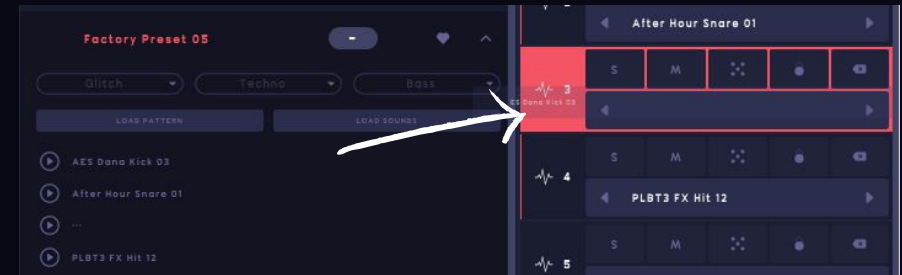 After Hour Snare 01
Factory Preset 05
-
Glitch Techno Bass
LOAD PATTERN LOAD SOUNDS
AES Dana Kick 03
After Hour Snare 01
...
PLBT3 FX Hit 12
3 S M
ES Dana Kick 03
4 S M
PLBT3 FX Hit 12
5 S M